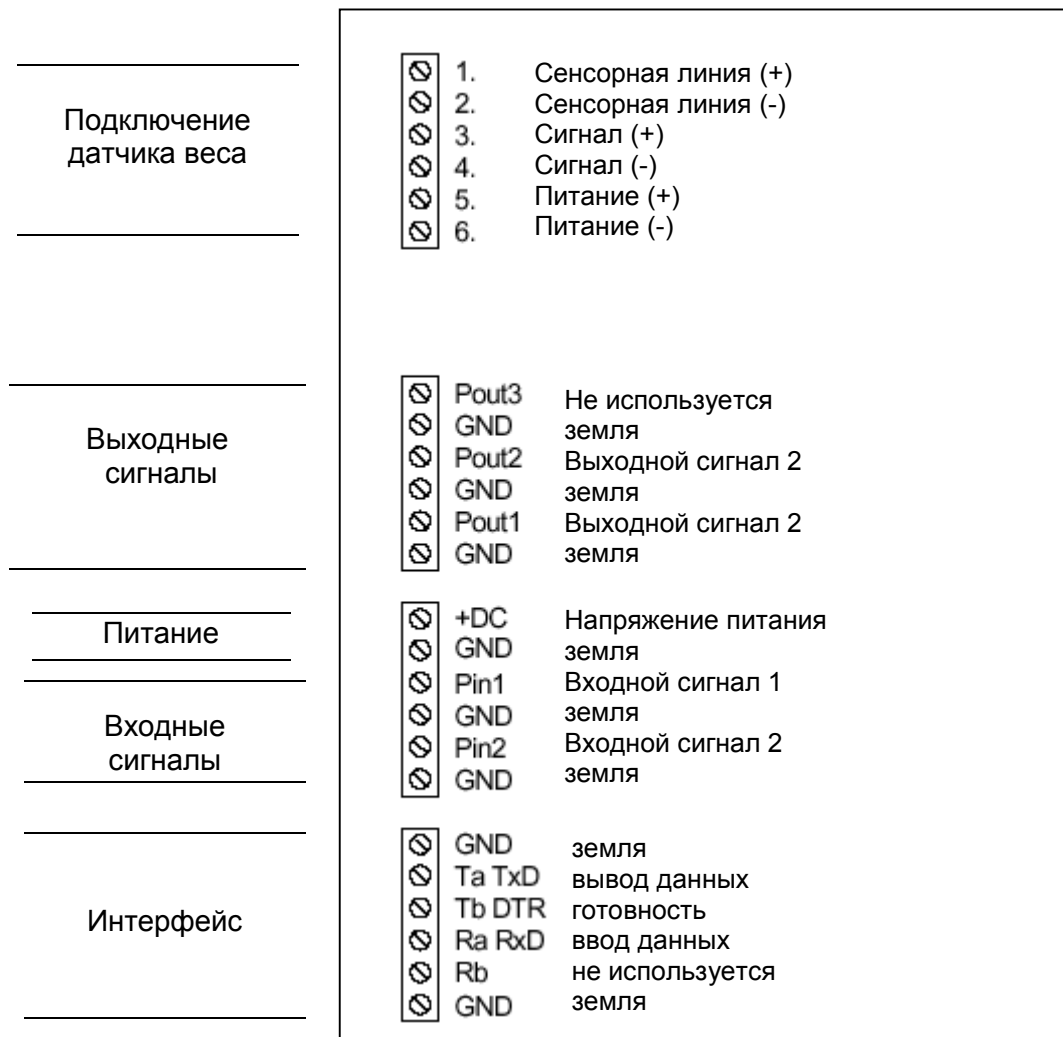 Подключение
датчика веса
1. Сенсорная линия (+)
2. Сенсорная линия (-)
3. Сигнал (+)
4. Сигнал (-)
5. Питание (+)
6. Питание (-)
Выходные
сигналы
Pout3 Не используется
GND земля
Pout2 Выходной сигнал 2
GND земля
Pout1 Выходной сигнал 2
GND земля
Питание
+DC Напряжение питания
GND земля
Входные
сигналы
Pin1 Входной сигнал 1
GND земля
Pin2 Входной сигнал 2
GND земля
Интерфейс
GND земля
Ta TxD вывод данных
Tb DTR готовность
Ra RxD ввод данных
Rb не используется
GND земля